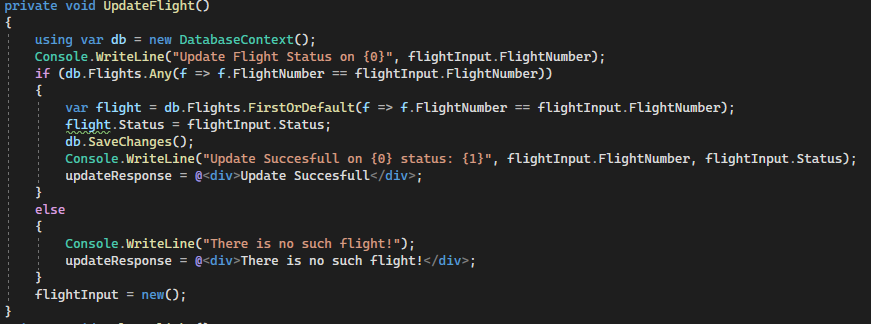 private void UpdateFlight()
{
using var db = new DatabaseContext();
Console.WriteLine("Update Flight Status on {0}", flightInput.FlightNumber);
if (db.Flights.Any(f => f.FlightNumber == flightInput.FlightNumber))
{
var flight = db.Flights.FirstOrDefault(f => f.FlightNumber == flightInput.FlightNumber);
flight.Status = flightInput.Status;
db.SaveChanges();
Console.WriteLine("Update Succesfull on {0} status: {1}", flightInput.FlightNumber, flightInput.Status);
updateResponse = @<div>Update Succesfull</div>;
}
else
{
Console.WriteLine("There is no such flight!");
updateResponse = @<div>There is no such flight!</div>;
}
flightInput = new();
}